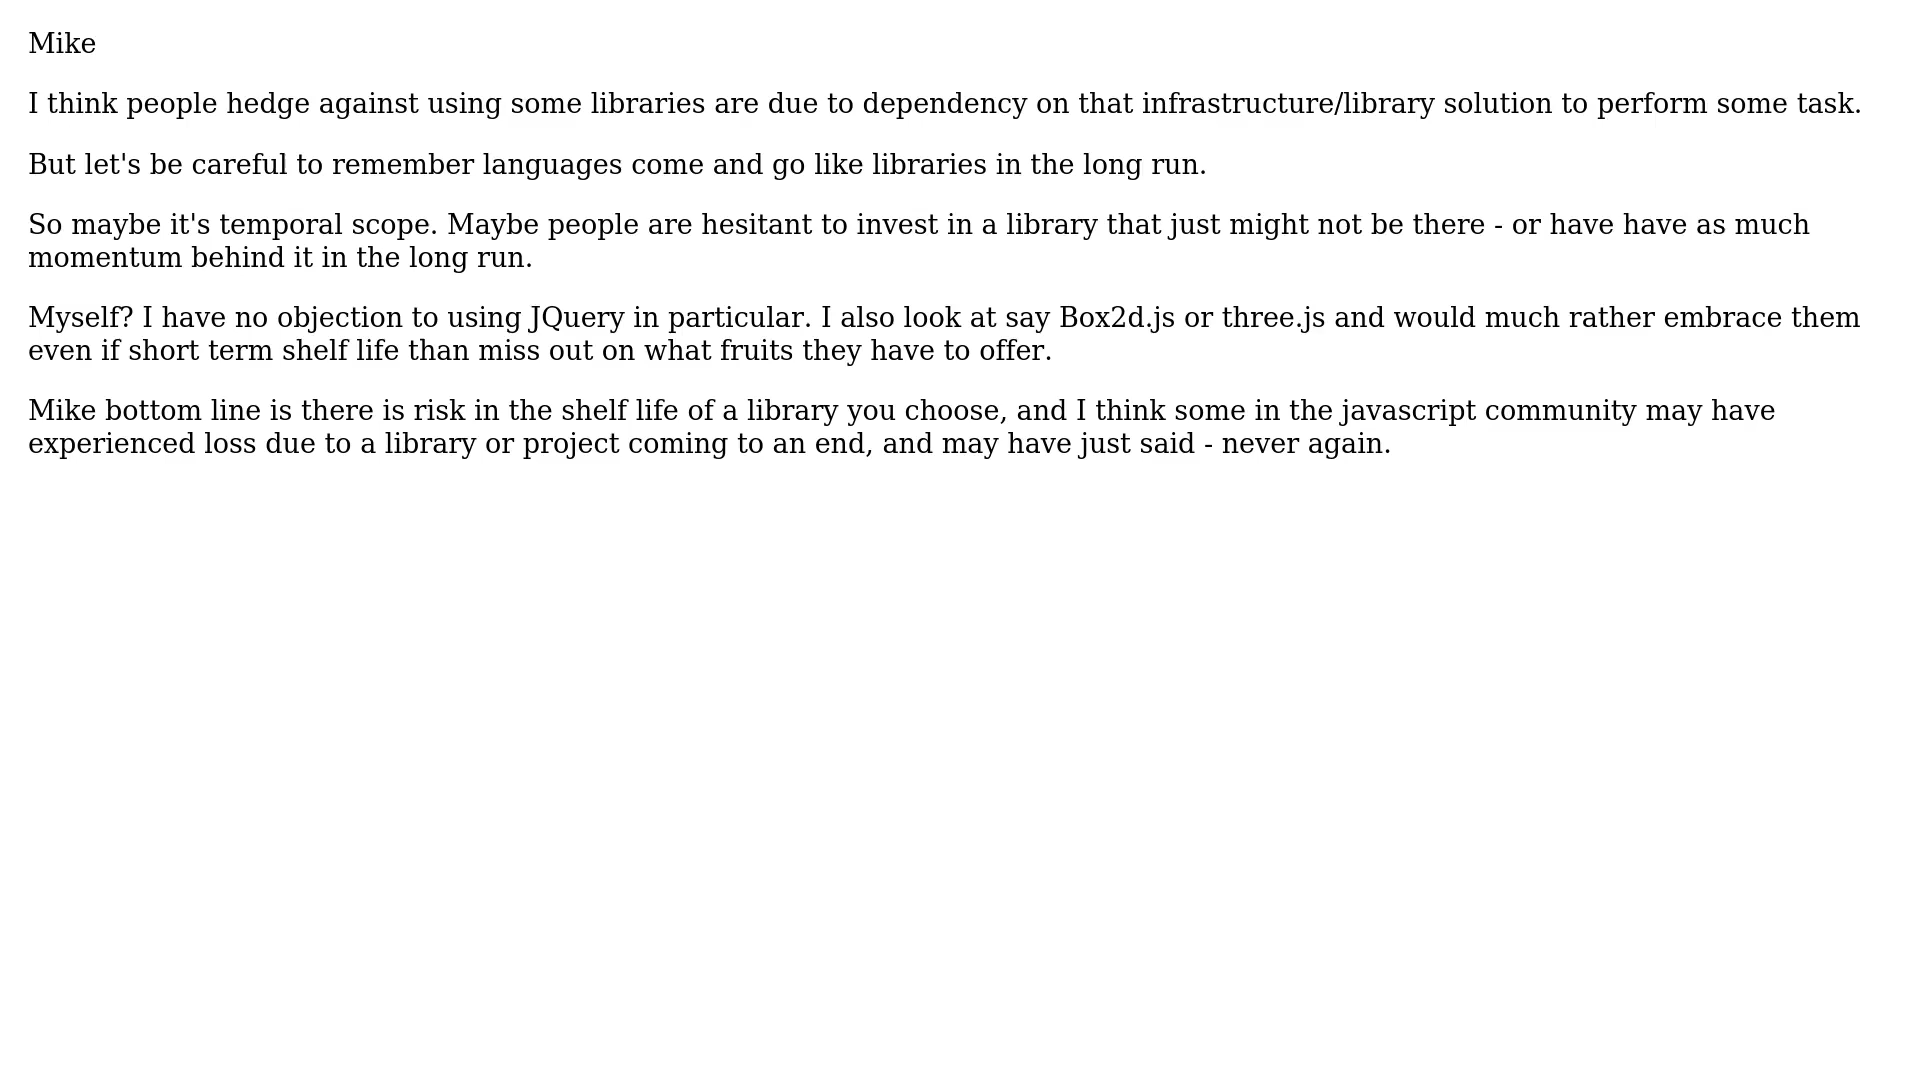 Mike
I think people hedge against using some libraries are due to dependency on that infrastructure/library solution to perform some task.
But let's be careful to remember languages come and go like libraries in the long run.
So maybe it's temporal scope. Maybe people are hesitant to invest in a library that just might not be there - or have have as much
momentum behind it in the long run.
Myself? I have no objection to using JQuery in particular. I also look at say Box2d.js or three.js and would much rather embrace them
even if short term shelf life than miss out on what fruits they have to offer.
Mike bottom line is there is risk in the shelf life of a library you choose, and I think some in the javascript community may have
experienced loss due to a library or project coming to an end, and may have just said - never again.